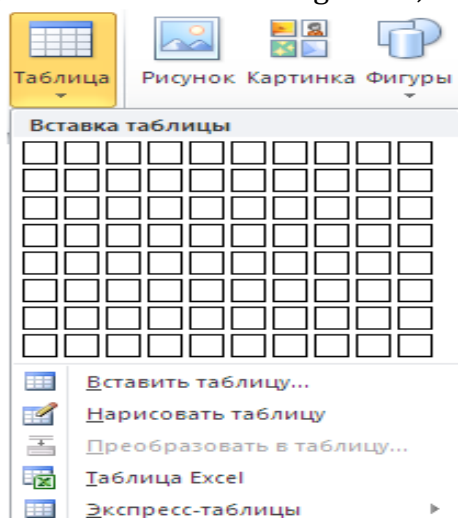 Таблица Рисунок Картинка Фигуры
Вставка таблицы
Вставить таблицу...
Нарисовать таблицу
Преобразовать в таблицу...
Таблица Excel
Экспресс-таблицы